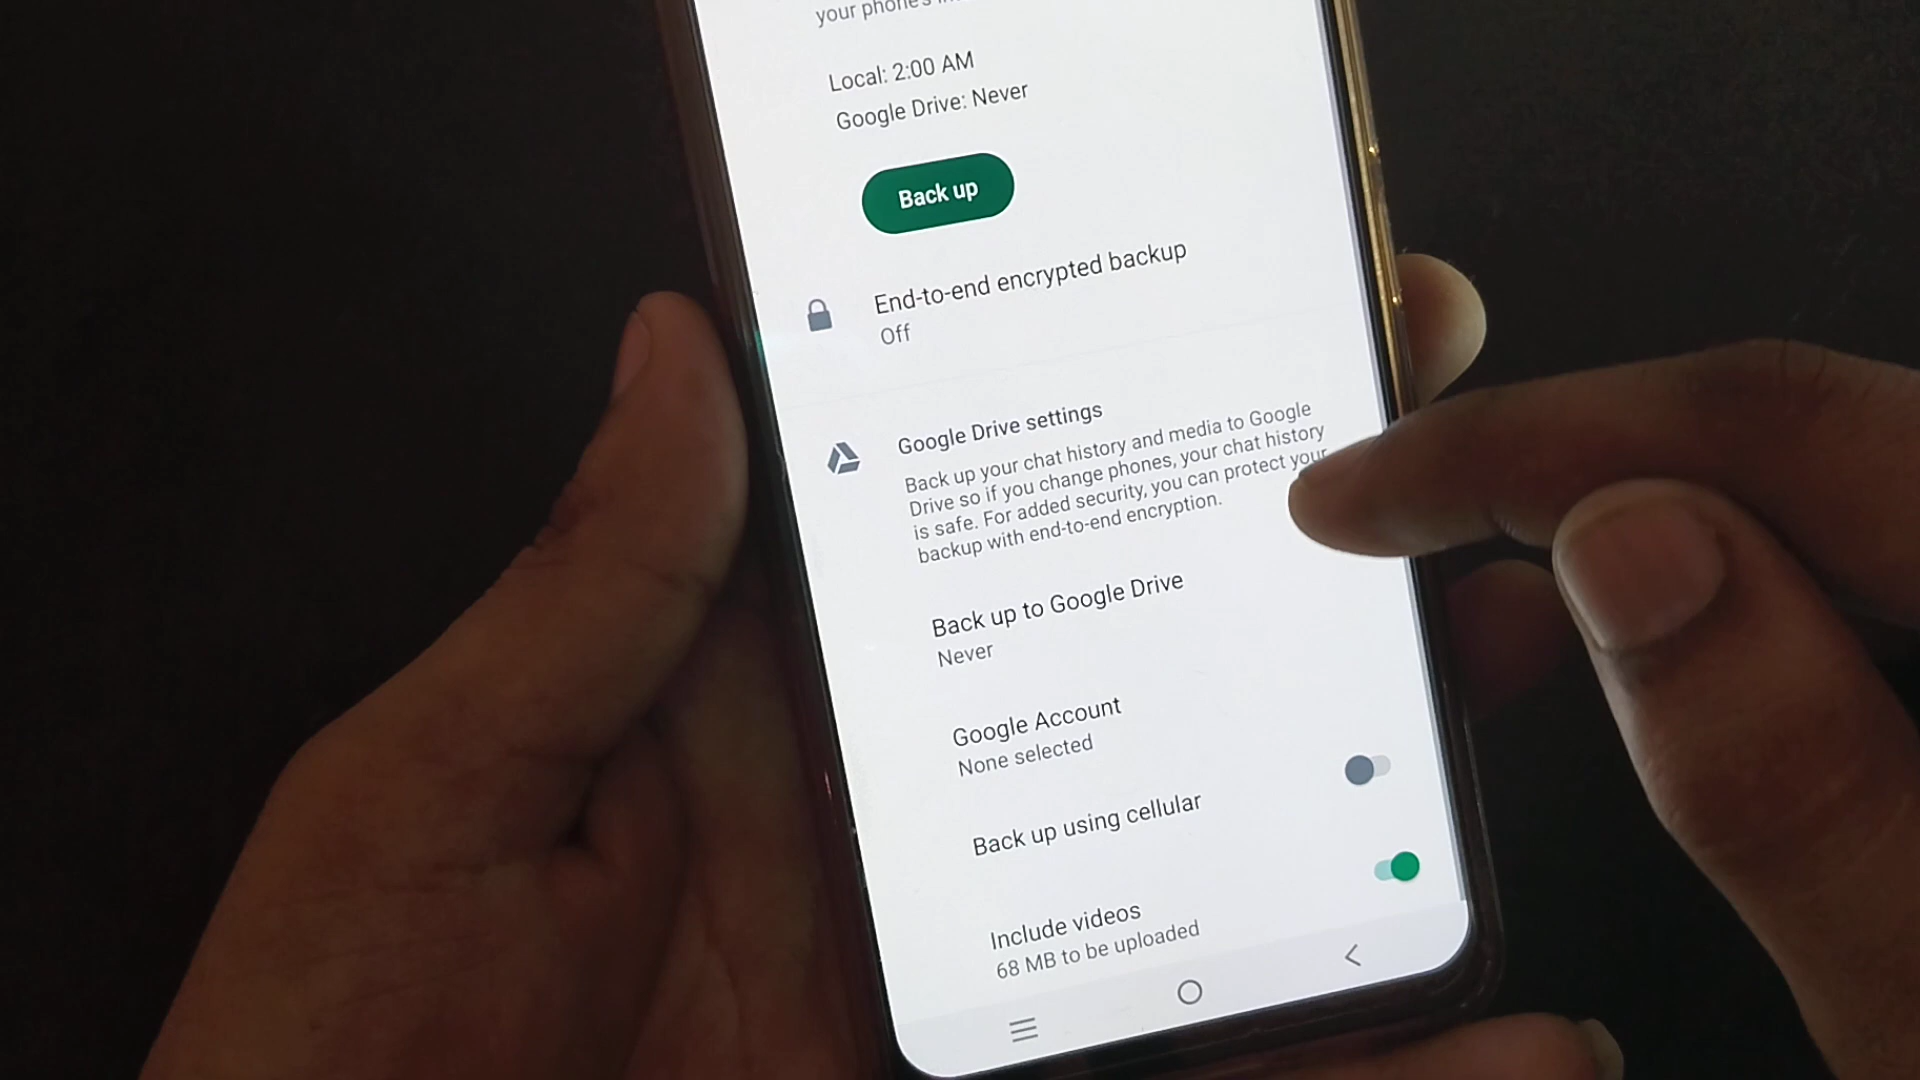 your phone's
Local: 2:00 AM
Google Drive: Never
Back up
End-to-end encrypted backup
Off
Google Drive settings
Back up your chat history and media to Google
Drive so if you change phones, your chat history
is safe. For added security, you can protect your
backup with end-to-end encryption.
Back up to Google Drive
Never
Google Account
None selected
Back up using cellular
Include videos
68 MB to be uploaded